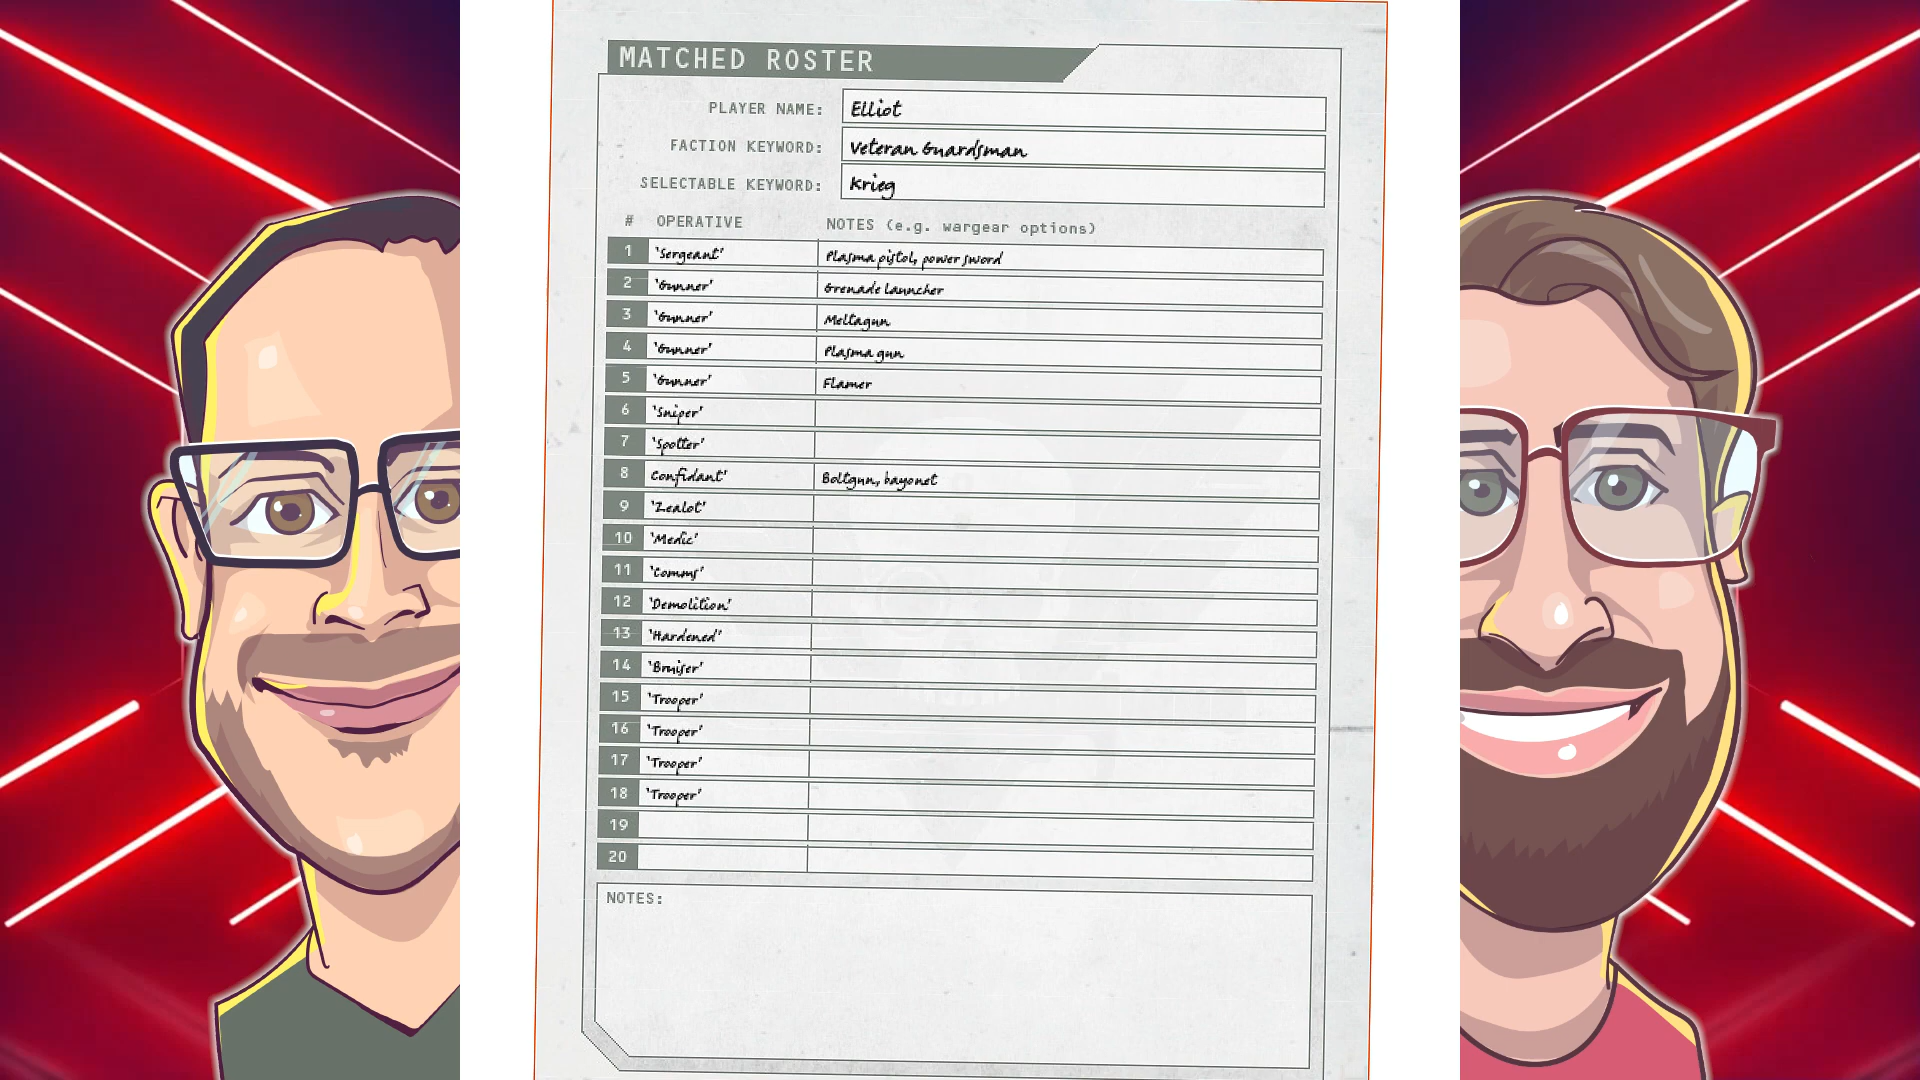 MATCHED ROSTER
PLAYER NAME: Elliot
FACTION KEYWORD: Veteran Guardsman
SELECTABLE KEYWORD: Krieg
# OPERATIVE NOTES (e.g. wargear options)
1 'Sergeant' Plasma pistol, power sword
2 'Gunner' Grenade launcher
3 'Gunner' Meltagun
4 'Gunner' Plasma gun
5 'Gunner' Flamer
6 'Sniper'
7 'Spotter'
8 Confidant' Boltgun, bayonet
9 'Zealot'
10 'Medic'
11 'Comms'
12 'Demolition'
13 'Hardened'
14 'Bruiser'
15 'Trooper'
16 'Trooper'
17 'Trooper'
18 'Trooper'
19
20
NOTES: